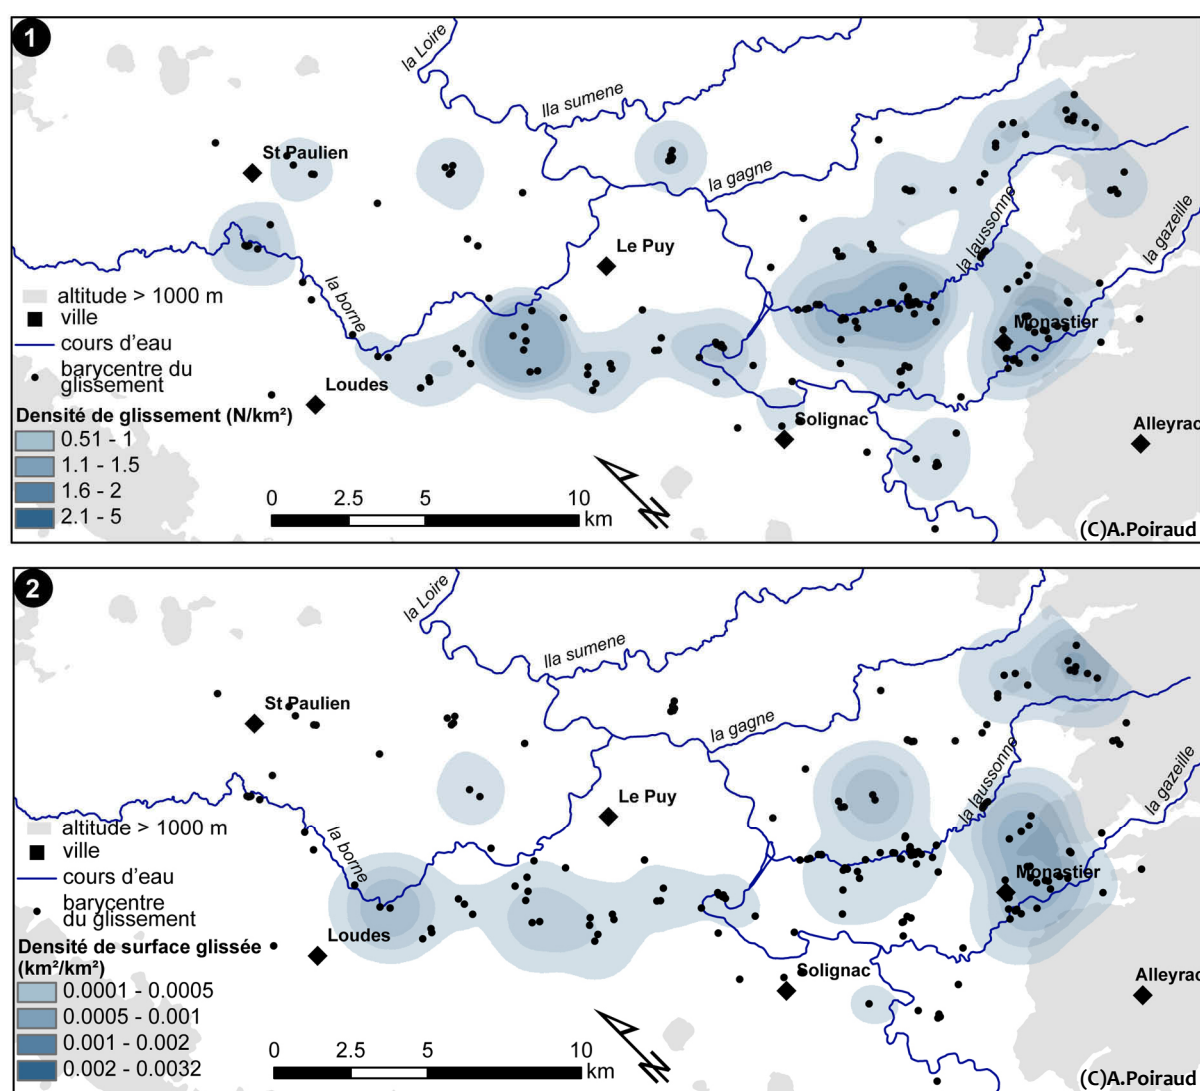 1
la Loire
lla sumene
St Paulien
la gagne
la laussonne
la gazeille
Le Puy
la borne
altitude > 1000 m
ville
cours d'eau
barycentre du
glissement
Monastier
Loudes
Densité de glissement (N/km²)
0.51 - 1
1.1 - 1.5
1.6 - 2
2.1 - 5
Solignac
Alleyrac
0 2.5 5 10
km
(C)A.Poiraud
2
la Loire
lla sumene
St Paulien
la gagne
la laussonne
la gazeille
Le Puy
la borne
altitude > 1000 m
ville
cours d'eau
barycentre
du glissement
Monastier
Loudes
Densité de surface glissée
(km²/km²)
0.0001 - 0.0005
0.0005 - 0.001
0.001 - 0.002
0.002 - 0.0032
Solignac
Alleyrac
0 2.5 5 10
km
(C)A.Poiraud